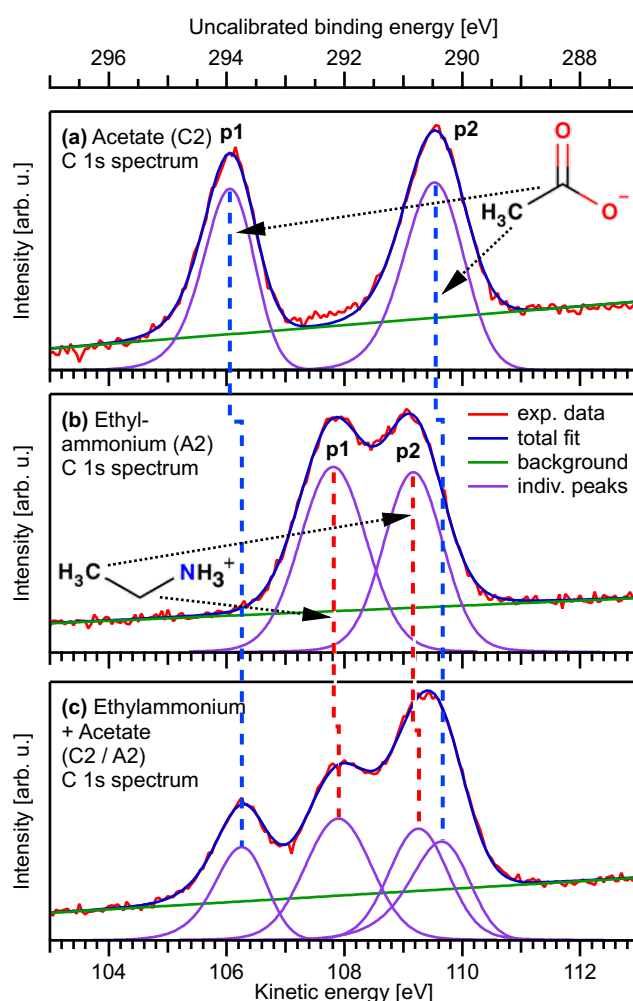 Uncalibrated binding energy [eV]
296 294 292 290 288
(a) Acetate (C2)
C 1s spectrum
p1
p2
O
H₃C
O⁻
Intensity [arb. u.]
(b) Ethyl-
ammonium (A2)
C 1s spectrum
p1
p2
exp. data
total fit
background
indiv. peaks
H₃C
NH₃⁺
Intensity [arb. u.]
(c) Ethylammonium
+ Acetate
(C2 / A2)
C 1s spectrum
Intensity [arb. u.]
104 106 108 110 112
Kinetic energy [eV]